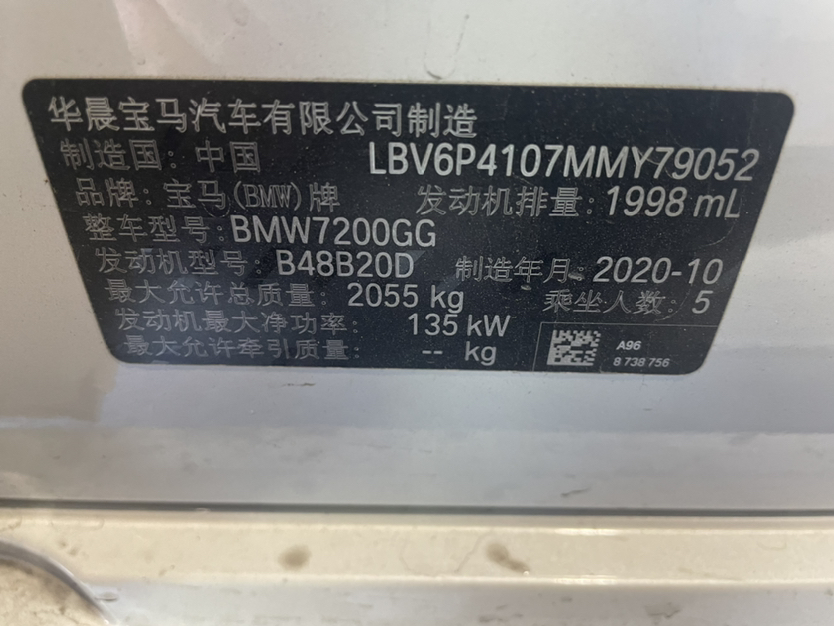 华晨宝马汽车有限公司制造
制造国: 中国 LBV6P4107MMY79052
品牌: 宝马(BMW)牌 发动机排量: 1998 mL
整车型号: BMW7200GG
发动机型号: B48B20D 制造年月: 2020-10
最大允许总质量: 2055 kg 乘坐人数: 5
发动机最大净功率: 135 kW
最大允许牵引质量: -- kg
A96
8 738 756